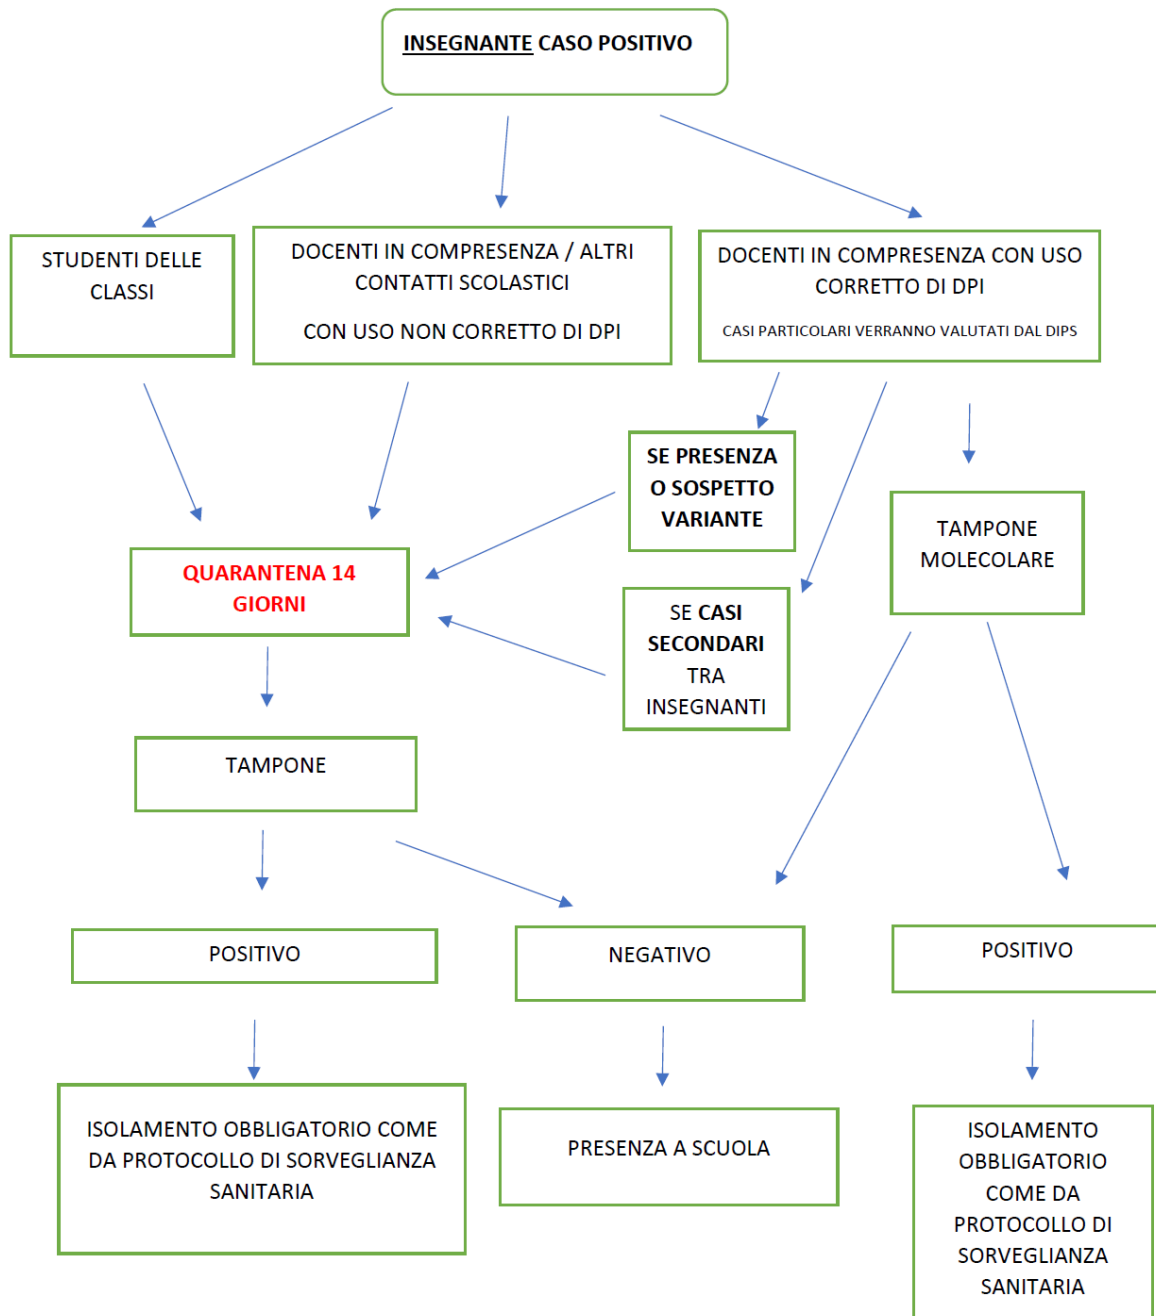 INSEGNANTE CASO POSITIVO
STUDENTI DELLE
CLASSI
DOCENTI IN COMPRESENZA / ALTRI
CONTATTI SCOLASTICI
CON USO NON CORRETTO DI DPI
DOCENTI IN COMPRESENZA CON USO
CORRETTO DI DPI
CASI PARTICOLARI VERRANNO VALUTATI DAL DIPS
SE PRESENZA
O SOSPETTO
VARIANTE
TAMPONE
MOLECOLARE
QUARANTENA 14
GIORNI
SE CASI
SECONDARI
TRA
INSEGNANTI
TAMPONE
POSITIVO
NEGATIVO
POSITIVO
ISOLAMENTO OBBLIGATORIO COME
DA PROTOCOLLO DI SORVEGLIANZA
SANITARIA
PRESENZA A SCUOLA
ISOLAMENTO
OBBLIGATORIO
COME DA
PROTOCOLLO DI
SORVEGLIANZA
SANITARIA